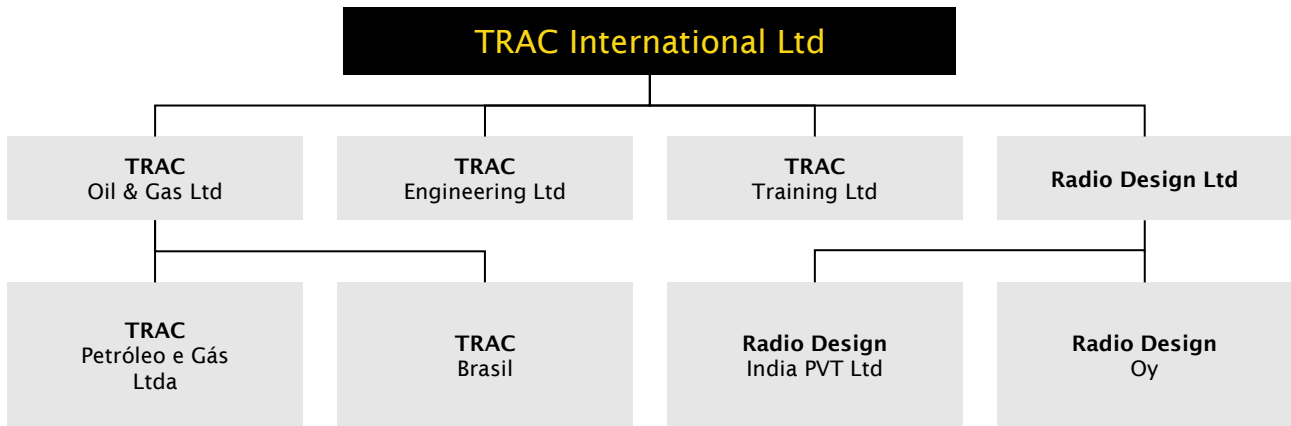 TRAC International Ltd
TRAC
Oil & Gas Ltd
TRAC
Engineering Ltd
TRAC
Training Ltd
Radio Design Ltd
TRAC
Petróleo e Gás
Ltda
TRAC
Brasil
Radio Design
India PVT Ltd
Radio Design
Oy